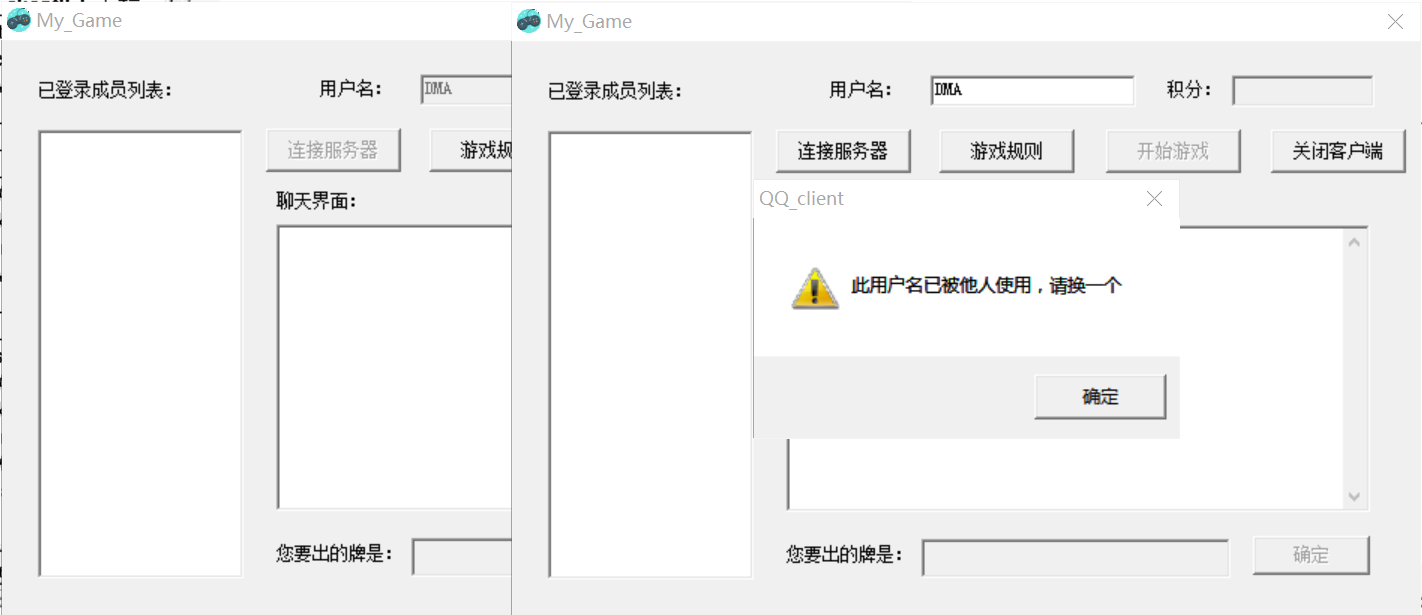 My_Game
已登录成员列表：
用户名：
DMA
连接服务器
游戏规
聊天界面：
您要出的牌是：
My_Game
已登录成员列表：
用户名：
DMA
积分：
连接服务器
游戏规则
开始游戏
关闭客户端
QQ_client
此用户名已被他人使用，请换一个
确定
您要出的牌是：
确定